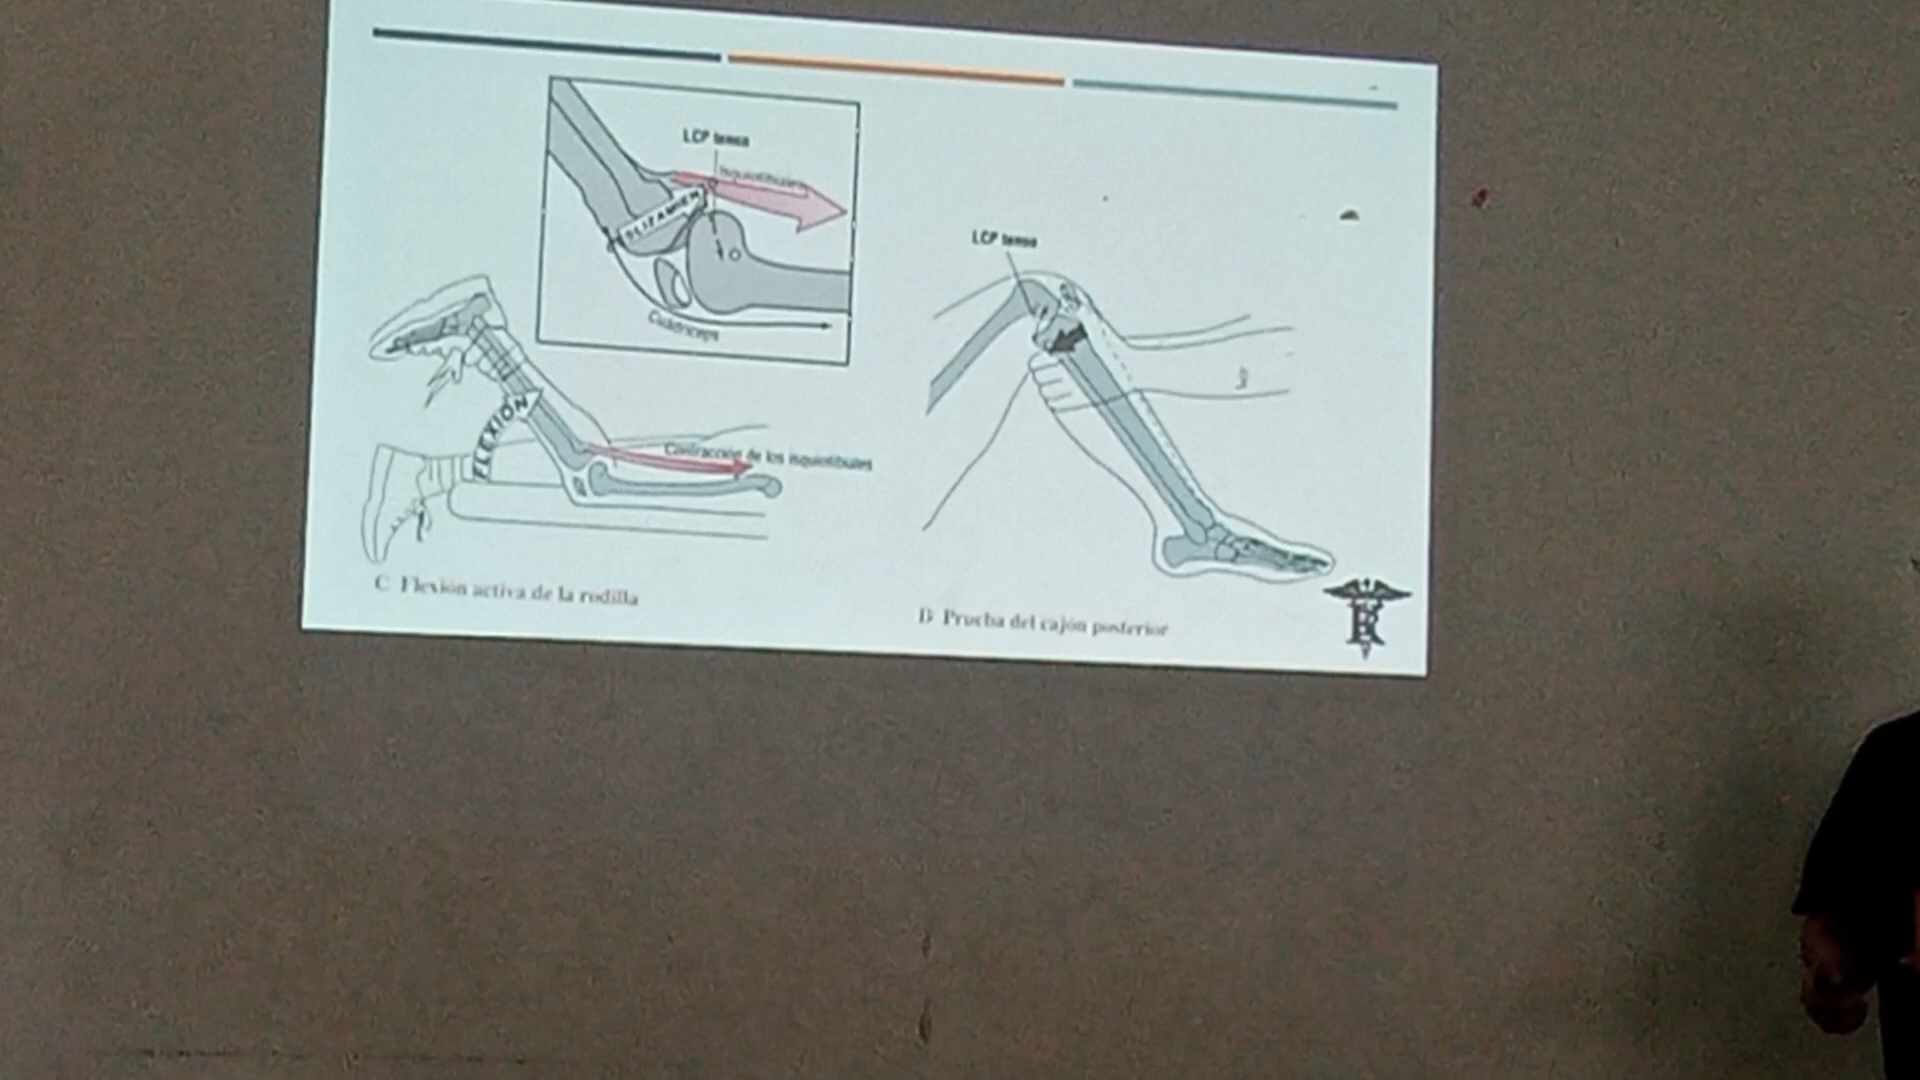 LCP tenso
Isquiotibiales
DESLIZAMIENTO
Cuádriceps
FLEXIÓN
Contracción de los isquiotibiales
C Flexión activa de la rodilla
LCP tenso
B Prueba del cajón posterior